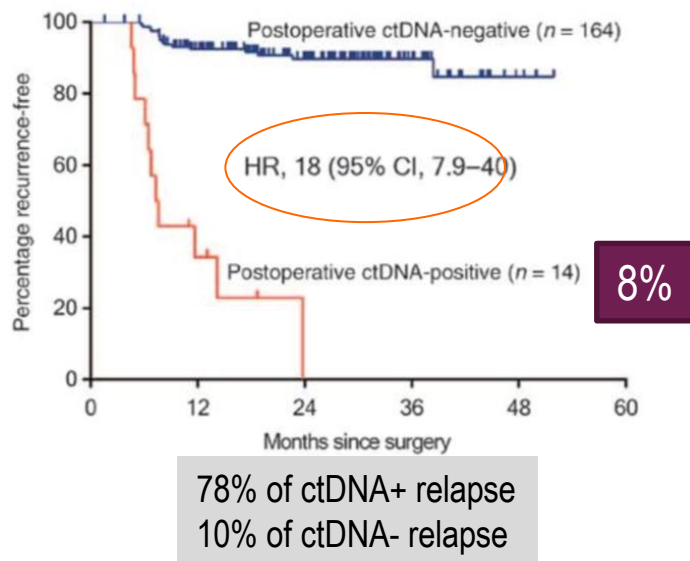 Postoperative ctDNA-negative (n = 164)
100
80
60
40
20
0
Percentage recurrence-free
HR, 18 (95% CI, 7.9–40)
Postoperative ctDNA-positive (n = 14)
8%
0 12 24 36 48 60
Months since surgery
78% of ctDNA+ relapse
10% of ctDNA- relapse